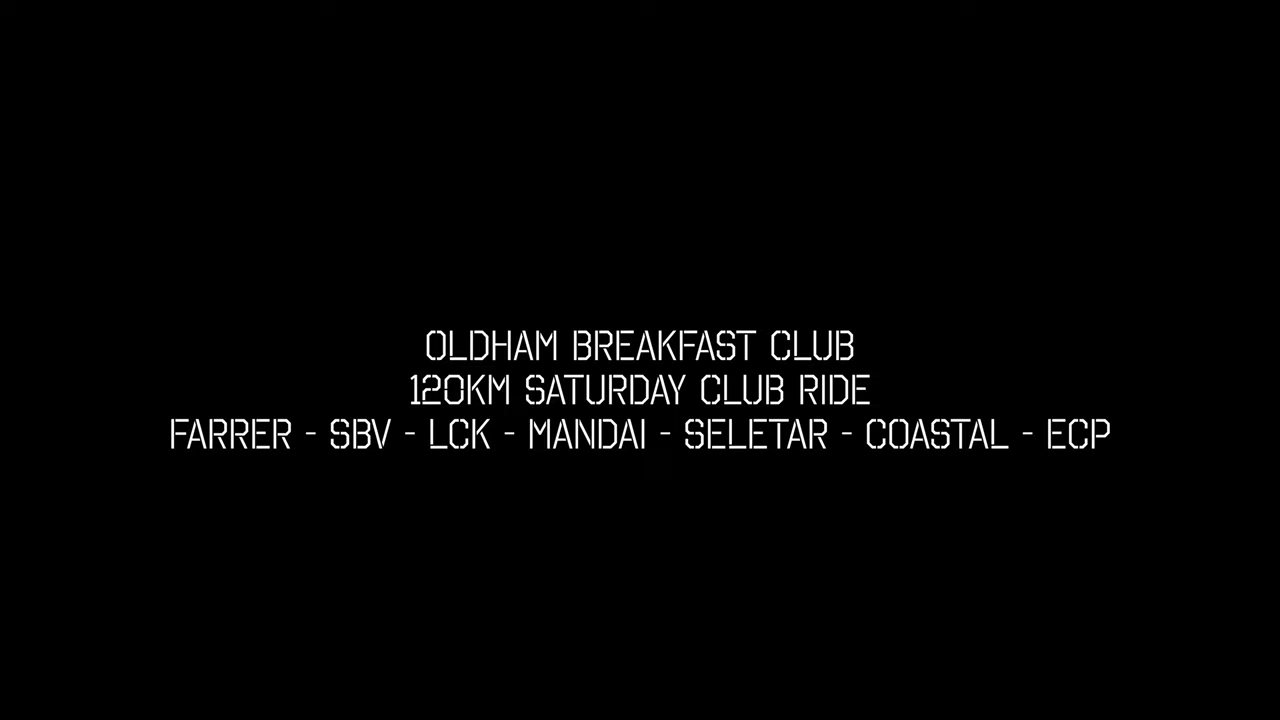 OLDHAM BREAKFAST CLUB
120KM SATURDAY CLUB RIDE
FARRER - SBV - LCK - MANDAI - SELETAR - COASTAL - ECP